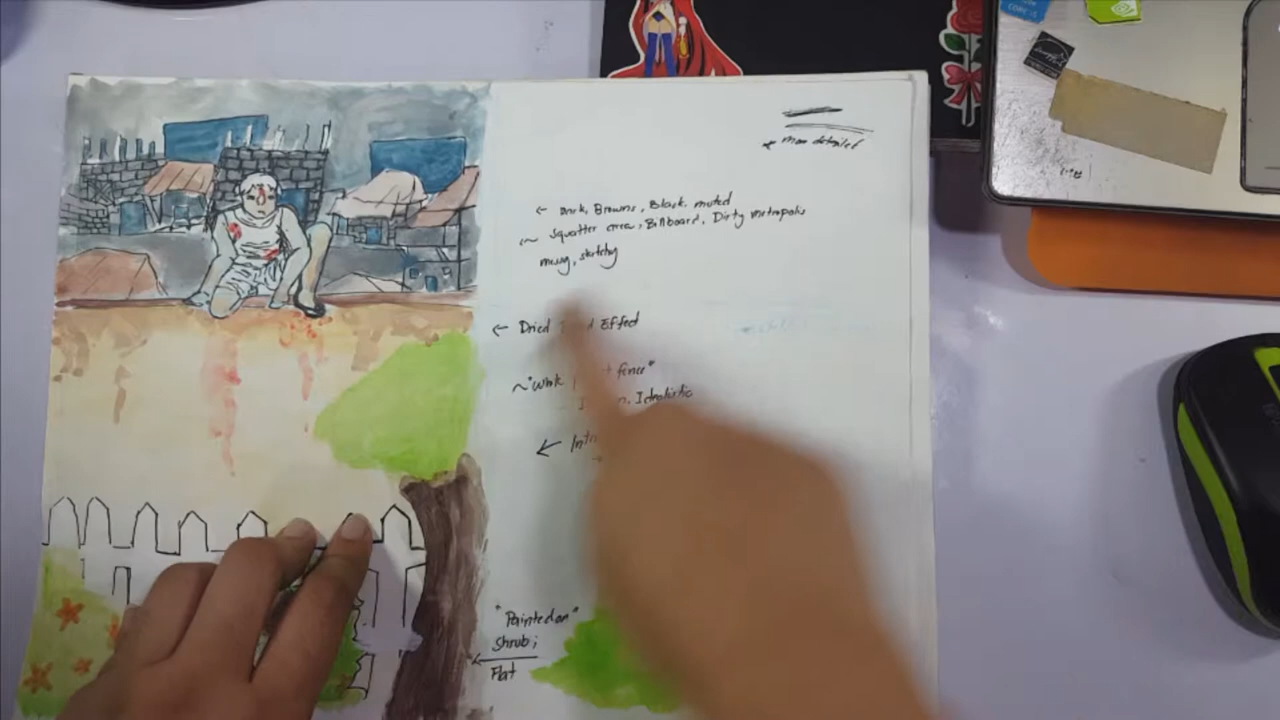 * more detailed
← Dark, Browns, Black, muted
~ Squatter area, Billboard, Dirty metropolis
messy, sketchy
← Dried Effect
~ "White fence"
Idealistic
←
"Painted on"
Shrub;
← Flat